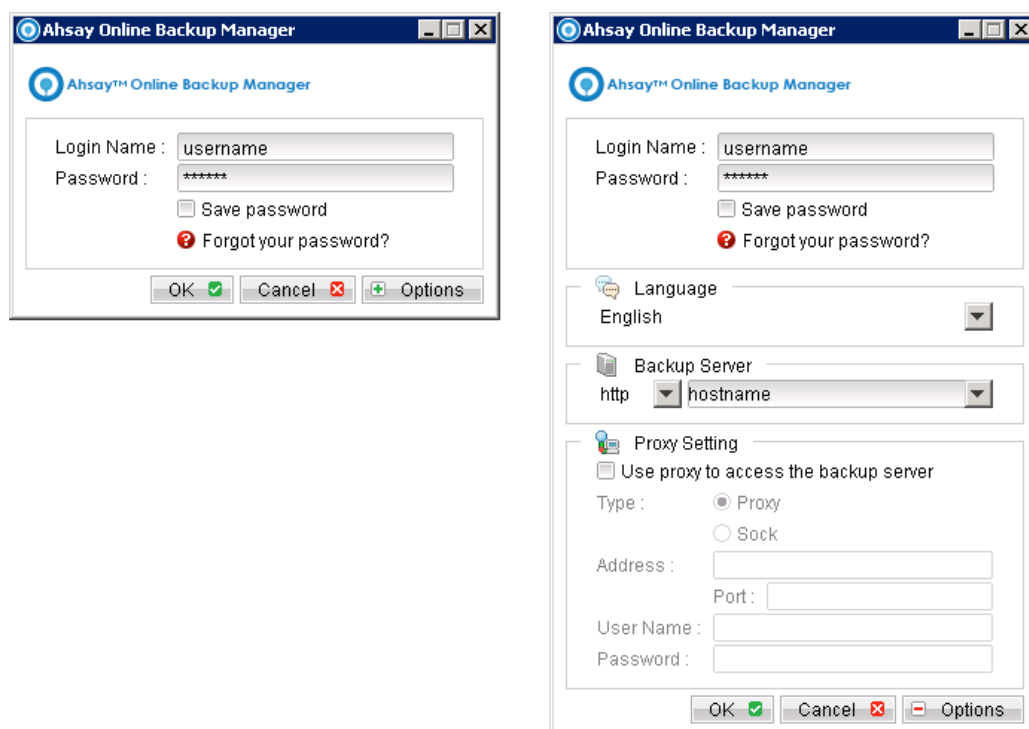 Ahsay Online Backup Manager
Ahsay™ Online Backup Manager
Login Name : username
Password : ******
Save password
Forgot your password?
OK Cancel Options
Ahsay Online Backup Manager
Ahsay™ Online Backup Manager
Login Name : username
Password : ******
Save password
Forgot your password?
Language
English
Backup Server
http hostname
Proxy Setting
Use proxy to access the backup server
Type : Proxy
Sock
Address :
Port :
User Name :
Password :
OK Cancel Options